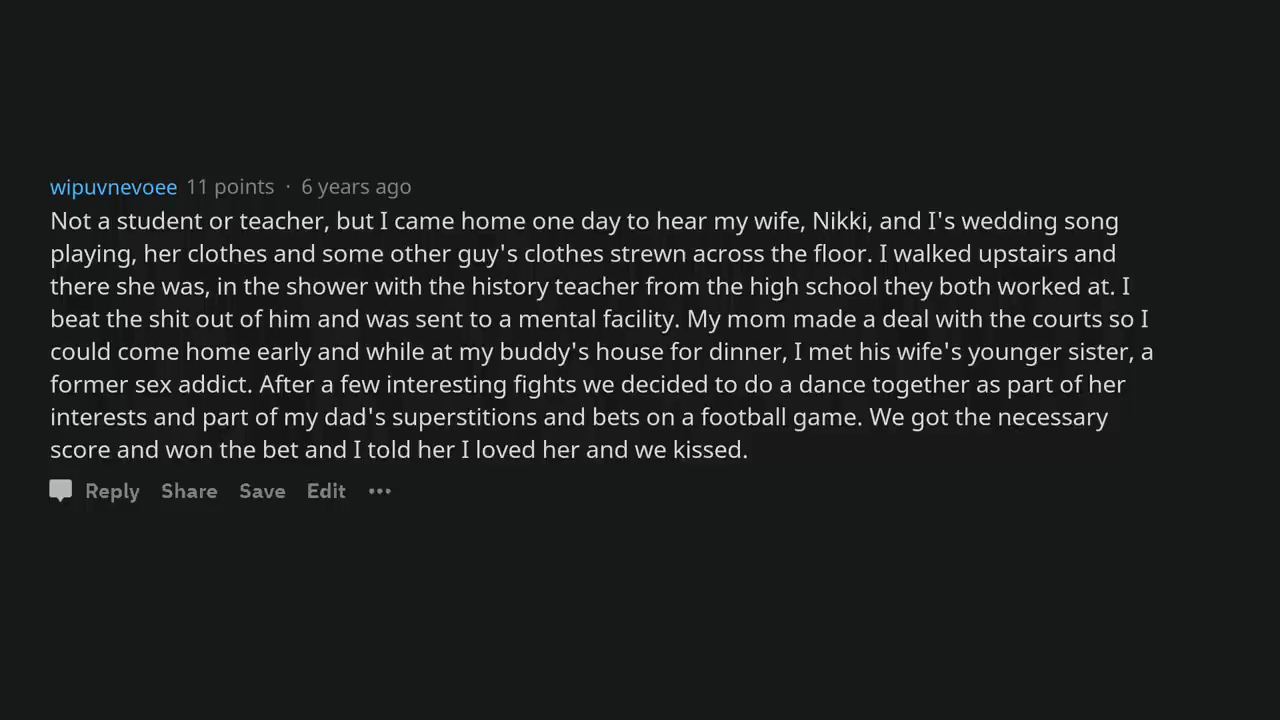 wipuvnevoee 11 points · 6 years ago
Not a student or teacher, but I came home one day to hear my wife, Nikki, and I's wedding song
playing, her clothes and some other guy's clothes strewn across the floor. I walked upstairs and
there she was, in the shower with the history teacher from the high school they both worked at. I
beat the shit out of him and was sent to a mental facility. My mom made a deal with the courts so I
could come home early and while at my buddy's house for dinner, I met his wife's younger sister, a
former sex addict. After a few interesting fights we decided to do a dance together as part of her
interests and part of my dad's superstitions and bets on a football game. We got the necessary
score and won the bet and I told her I loved her and we kissed.
Reply Share Save Edit •••